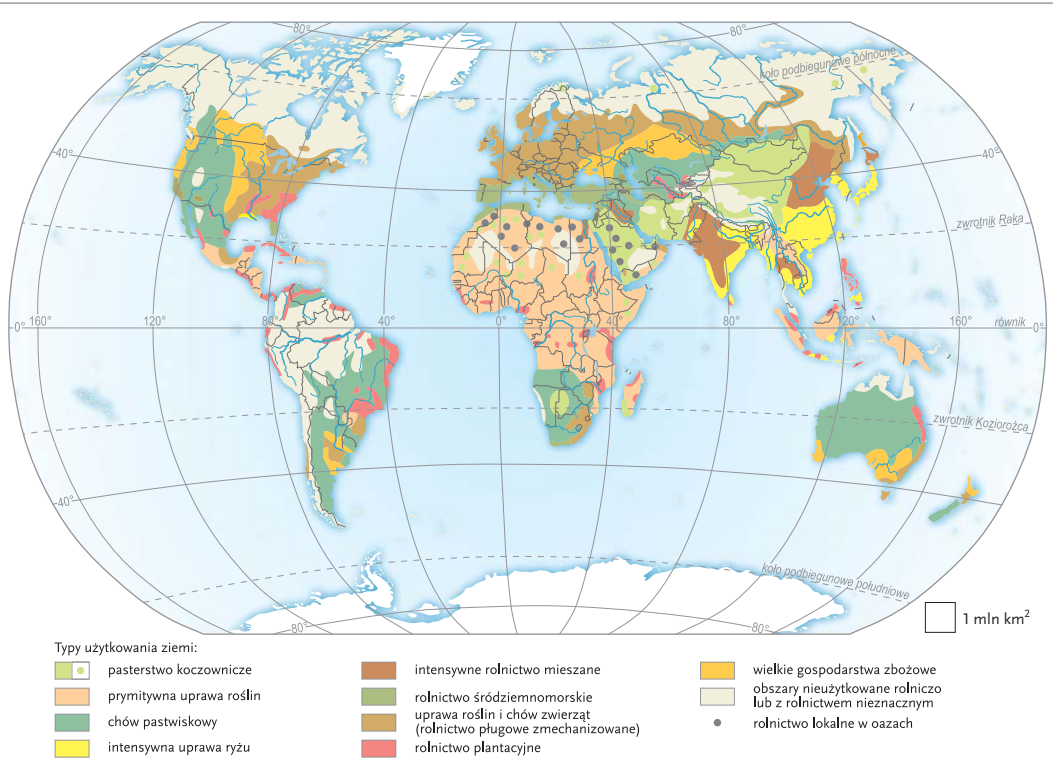 80°
80°
koło podbiegunowe północne
40°
40°
zwrotnik Raka
0°
160°
120°
80°
40°
0°
40°
80°
120°
160°
równik
0°
zwrotnik Koziorożca
40°
40°
koło podbiegunowe południowe
80°
80°
1 mln km²
Typy użytkowania ziemi:
pasterstwo koczownicze
prymitywna uprawa roślin
chów pastwiskowy
intensywna uprawa ryżu
intensywne rolnictwo mieszane
rolnictwo śródziemnomorskie
uprawa roślin i chów zwierząt
(rolnictwo pługowe zmechanizowane)
rolnictwo plantacyjne
wielkie gospodarstwa zbożowe
obszary nieużytkowane rolniczo
lub z rolnictwem nieznacznym
rolnictwo lokalne w oazach